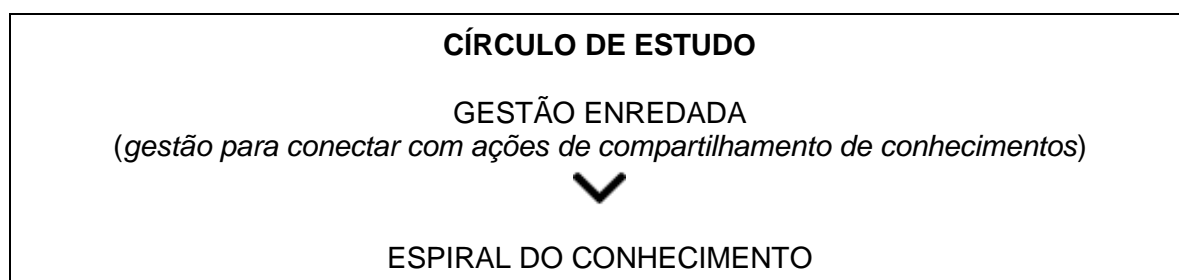 CÍRCULO DE ESTUDO
GESTÃO ENREDADA
(gestão para conectar com ações de compartilhamento de conhecimentos)
ESPIRAL DO CONHECIMENTO